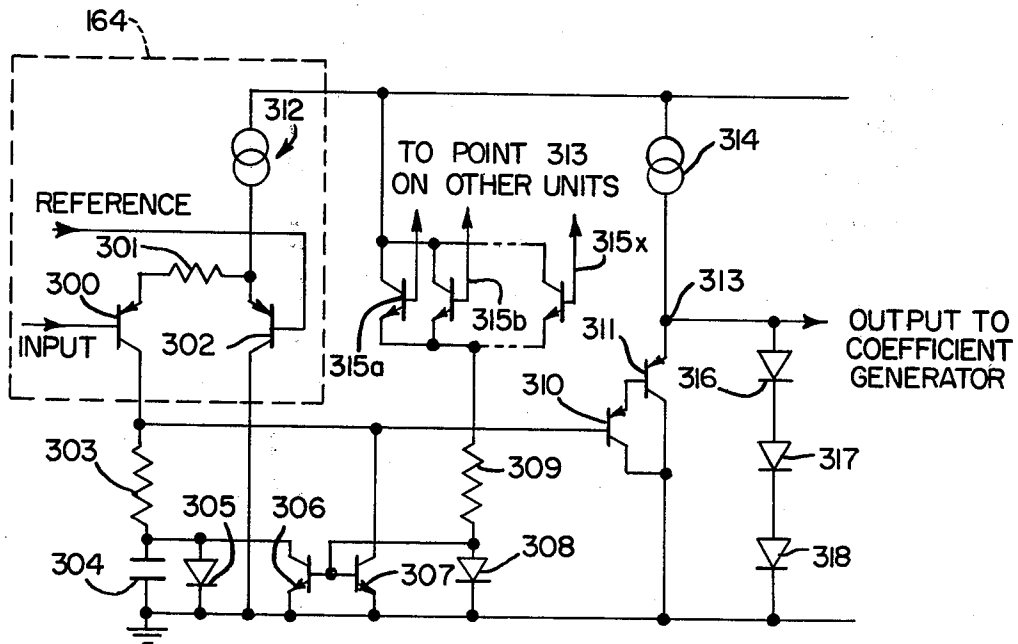 164
312
TO POINT 313
ON OTHER UNITS
314
REFERENCE
301
315x
300
313
INPUT
302
315a
315b
311
OUTPUT TO
COEFFICIENT
GENERATOR
310
316
303
309
317
305
306
304
307
308
318